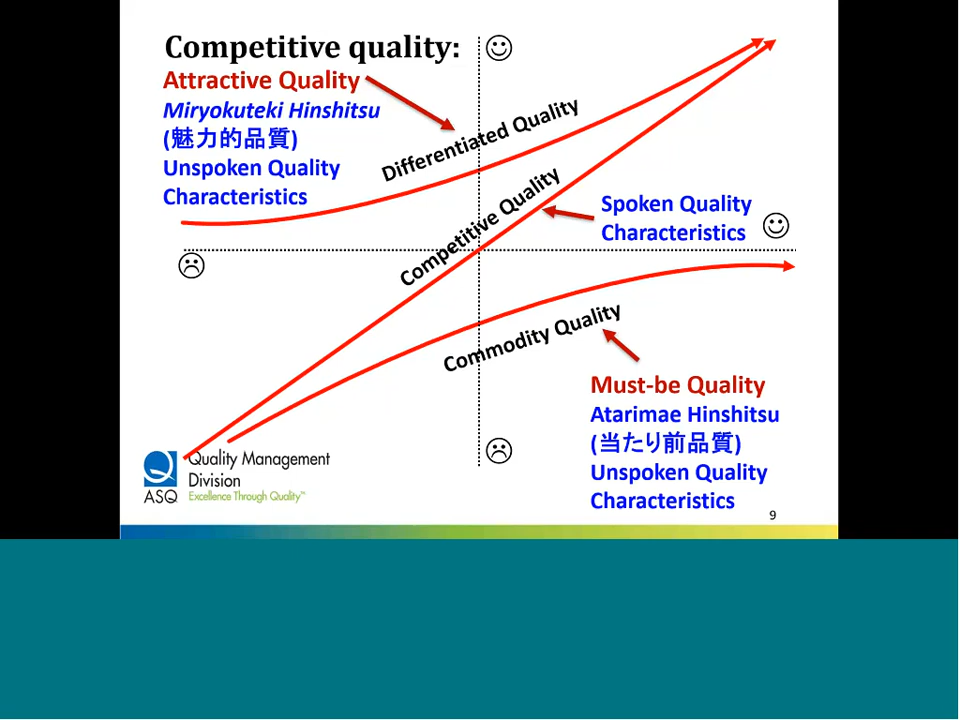 Competitive quality:
Attractive Quality
Miryokuteki Hinshitsu
(魅力的品質)
Unspoken Quality
Characteristics
Differentiated Quality
Competitive Quality
Spoken Quality
Characteristics
Commodity Quality
Must-be Quality
Atarimae Hinshitsu
(当たり前品質)
Unspoken Quality
Characteristics
ASQ
Quality Management
Division
Excellence Through Quality™
9